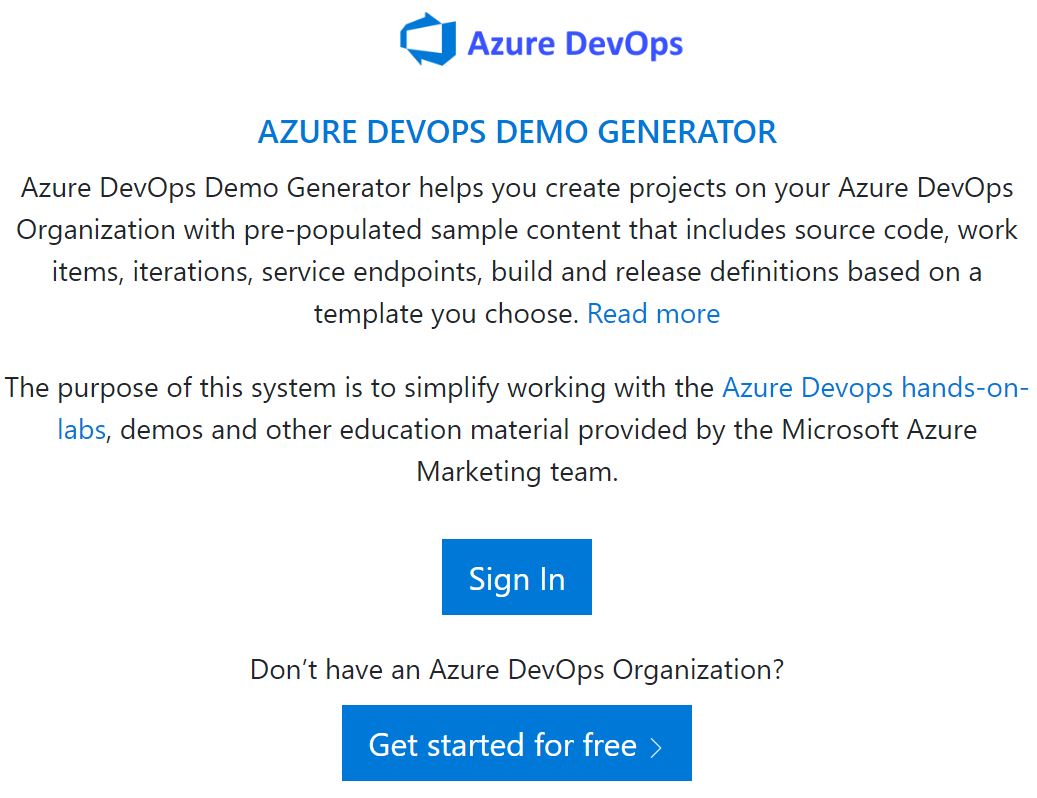 Azure DevOps
AZURE DEVOPS DEMO GENERATOR
Azure DevOps Demo Generator helps you create projects on your Azure DevOps
Organization with pre-populated sample content that includes source code, work
items, iterations, service endpoints, build and release definitions based on a
template you choose. Read more
The purpose of this system is to simplify working with the Azure Devops hands-on-
labs, demos and other education material provided by the Microsoft Azure
Marketing team.
Sign In
Don’t have an Azure DevOps Organization?
Get started for free